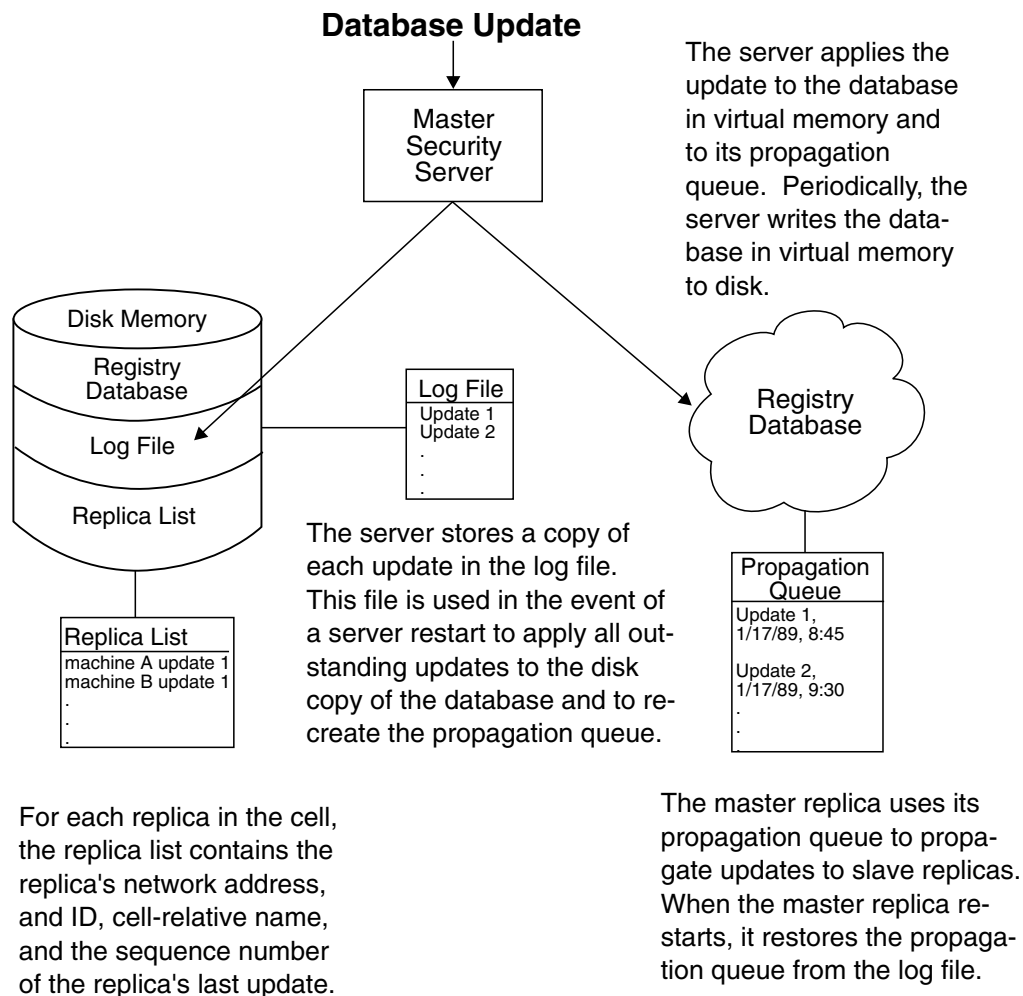 Database Update
Master
Security
Server
The server applies the
update to the database
in virtual memory and
to its propagation
queue.  Periodically, the
server writes the data-
base in virtual memory
to disk.
Disk Memory
Registry
Database
Log File
Replica List
Log File
Update 1
Update 2
.
.
.
Registry
Database
The server stores a copy of
each update in the log file.
This file is used in the event of
a server restart to apply all out-
standing updates to the disk
copy of the database and to re-
create the propagation queue.
Replica List
machine A update 1
machine B update 1
.
.
.
Propagation
Queue
Update 1,
1/17/89, 8:45
Update 2,
1/17/89, 9:30
.
.
.
For each replica in the cell,
the replica list contains the
replica's network address,
and ID, cell-relative name,
and the sequence number
of the replica's last update.
The master replica uses its
propagation queue to propa-
gate updates to slave replicas.
When the master replica re-
starts, it restores the propaga-
tion queue from the log file.